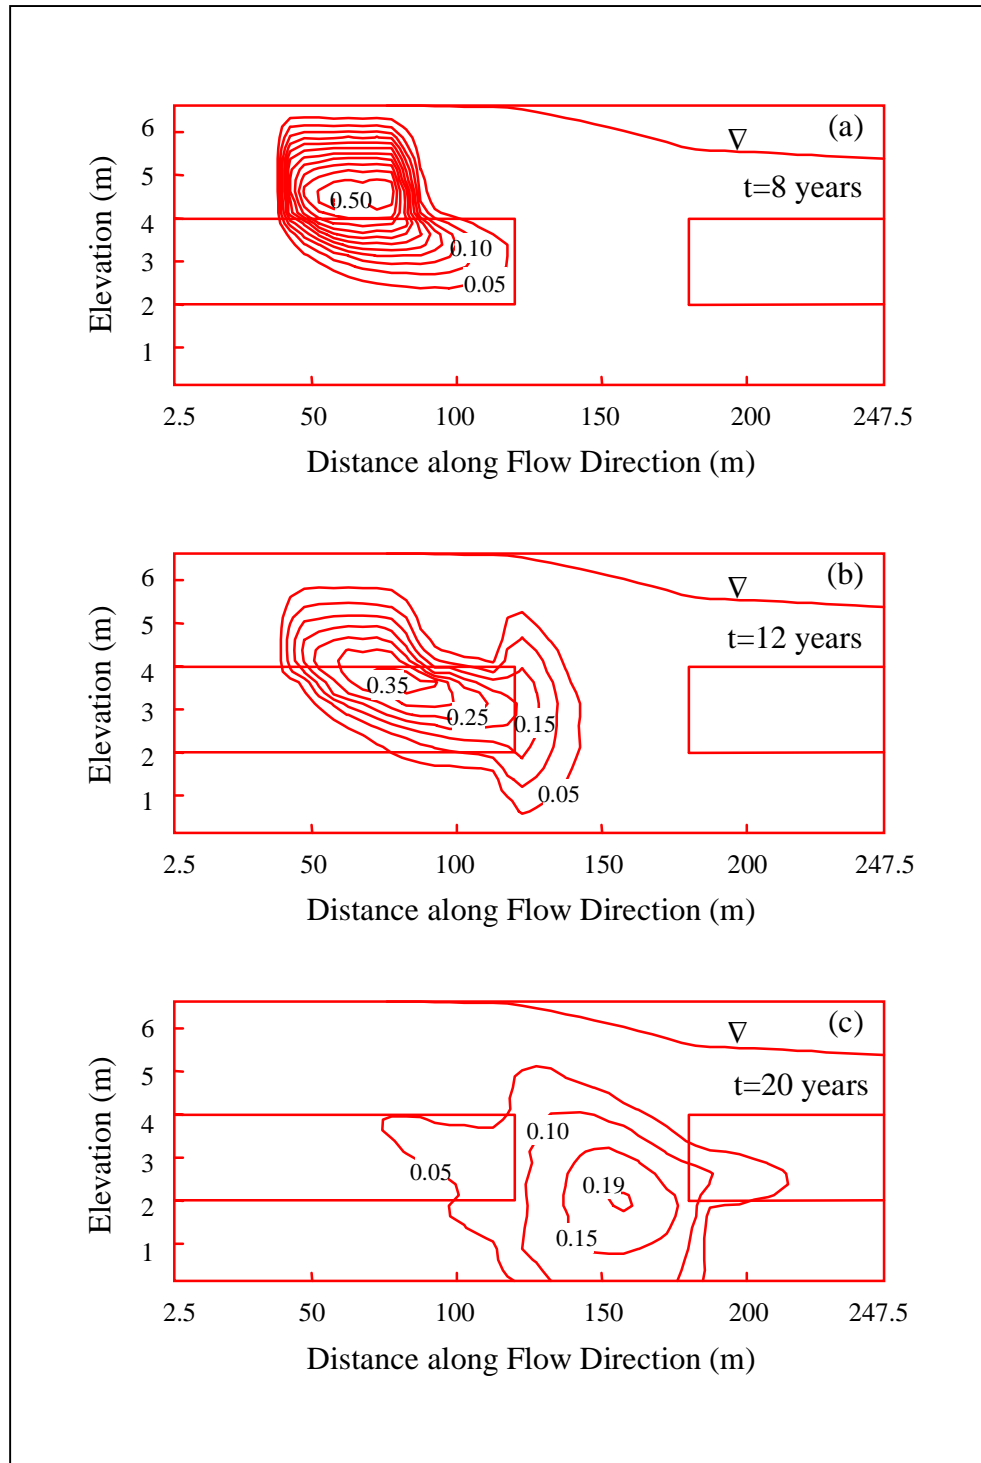 (a)
∇
t=8 years
0.50
0.10
0.05
6
5
4
3
2
1
Elevation (m)
2.5 50 100 150 200 247.5
Distance along Flow Direction (m)
(b)
∇
t=12 years
0.35
0.25
0.15
0.05
6
5
4
3
2
1
Elevation (m)
2.5 50 100 150 200 247.5
Distance along Flow Direction (m)
(c)
∇
t=20 years
0.10
0.05
0.19
0.15
6
5
4
3
2
1
Elevation (m)
2.5 50 100 150 200 247.5
Distance along Flow Direction (m)